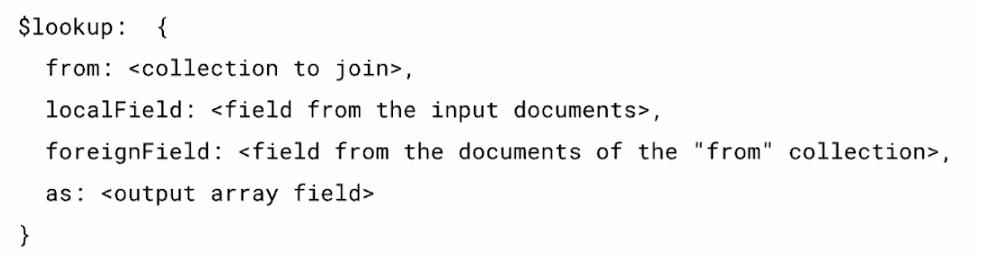 $lookup: {
from: <collection to join>,
localField: <field from the input documents>,
foreignField: <field from the documents of the "from" collection>,
as: <output array field>
}